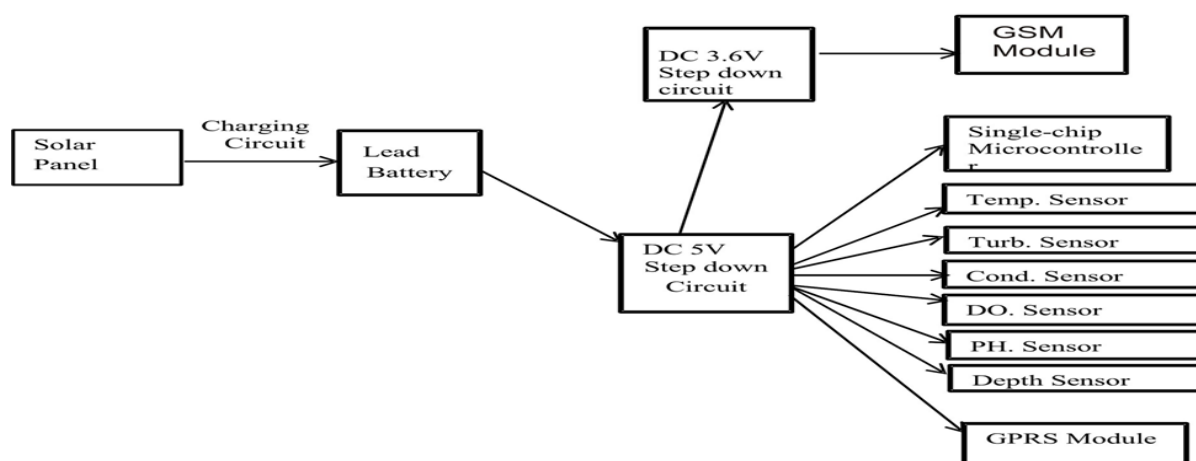 Solar
Panel
Charging
Circuit
Lead
Battery
DC 3.6V
Step down
circuit
GSM
Module
DC 5V
Step down
Circuit
Single-chip
Microcontrolle
r
Temp. Sensor
Turb. Sensor
Cond. Sensor
DO. Sensor
PH. Sensor
Depth Sensor
GPRS Module